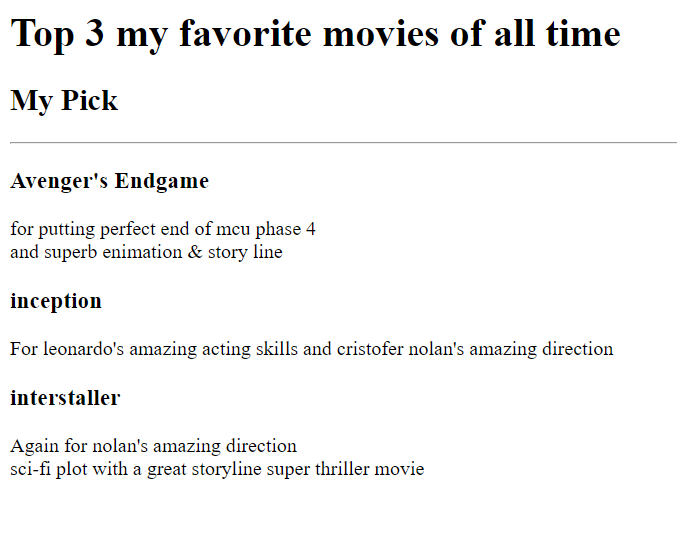 Top 3 my favorite movies of all time
My Pick
Avenger's Endgame
for putting perfect end of mcu phase 4
and superb enimation & story line
inception
For leonardo's amazing acting skills and cristofer nolan's amazing direction
interstaller
Again for nolan's amazing direction
sci-fi plot with a great storyline super thriller movie